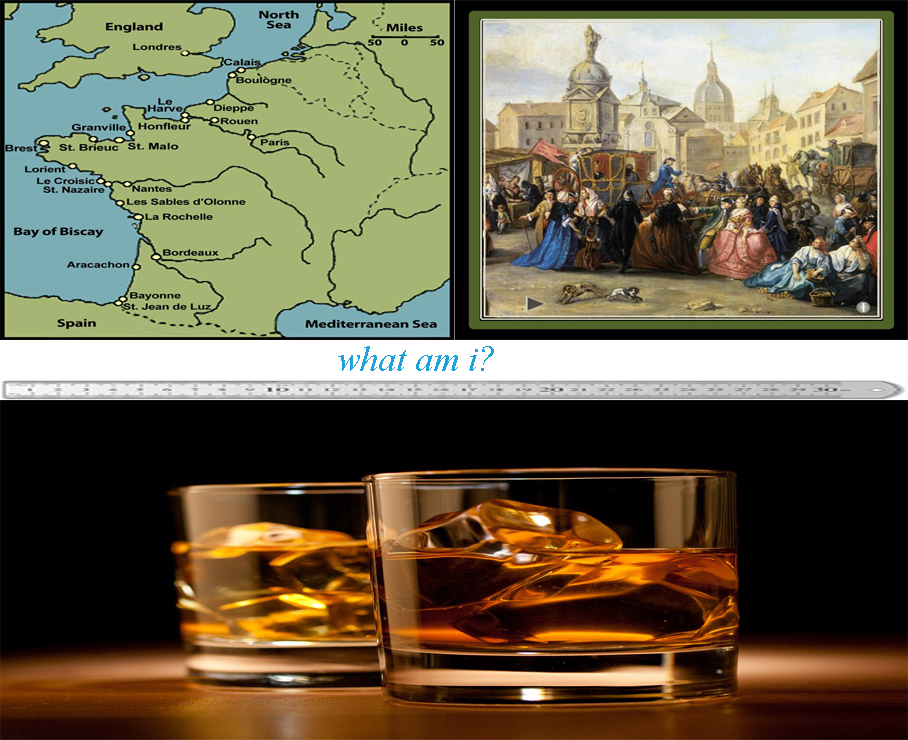 North
Sea
England
Miles
50 0 50
Londres
Calais
Boulogne
Le
Harve
Dieppe
Honfleur
Rouen
Granville
Brest
St. Brieuc
St. Malo
Paris
Lorient
Le Croisic
St. Nazaire
Nantes
Les Sables d'Olonne
La Rochelle
Bay of Biscay
Bordeaux
Aracachon
Bayonne
St. Jean de Luz
Spain
Mediterranean Sea
i
what am i?
10
20
30